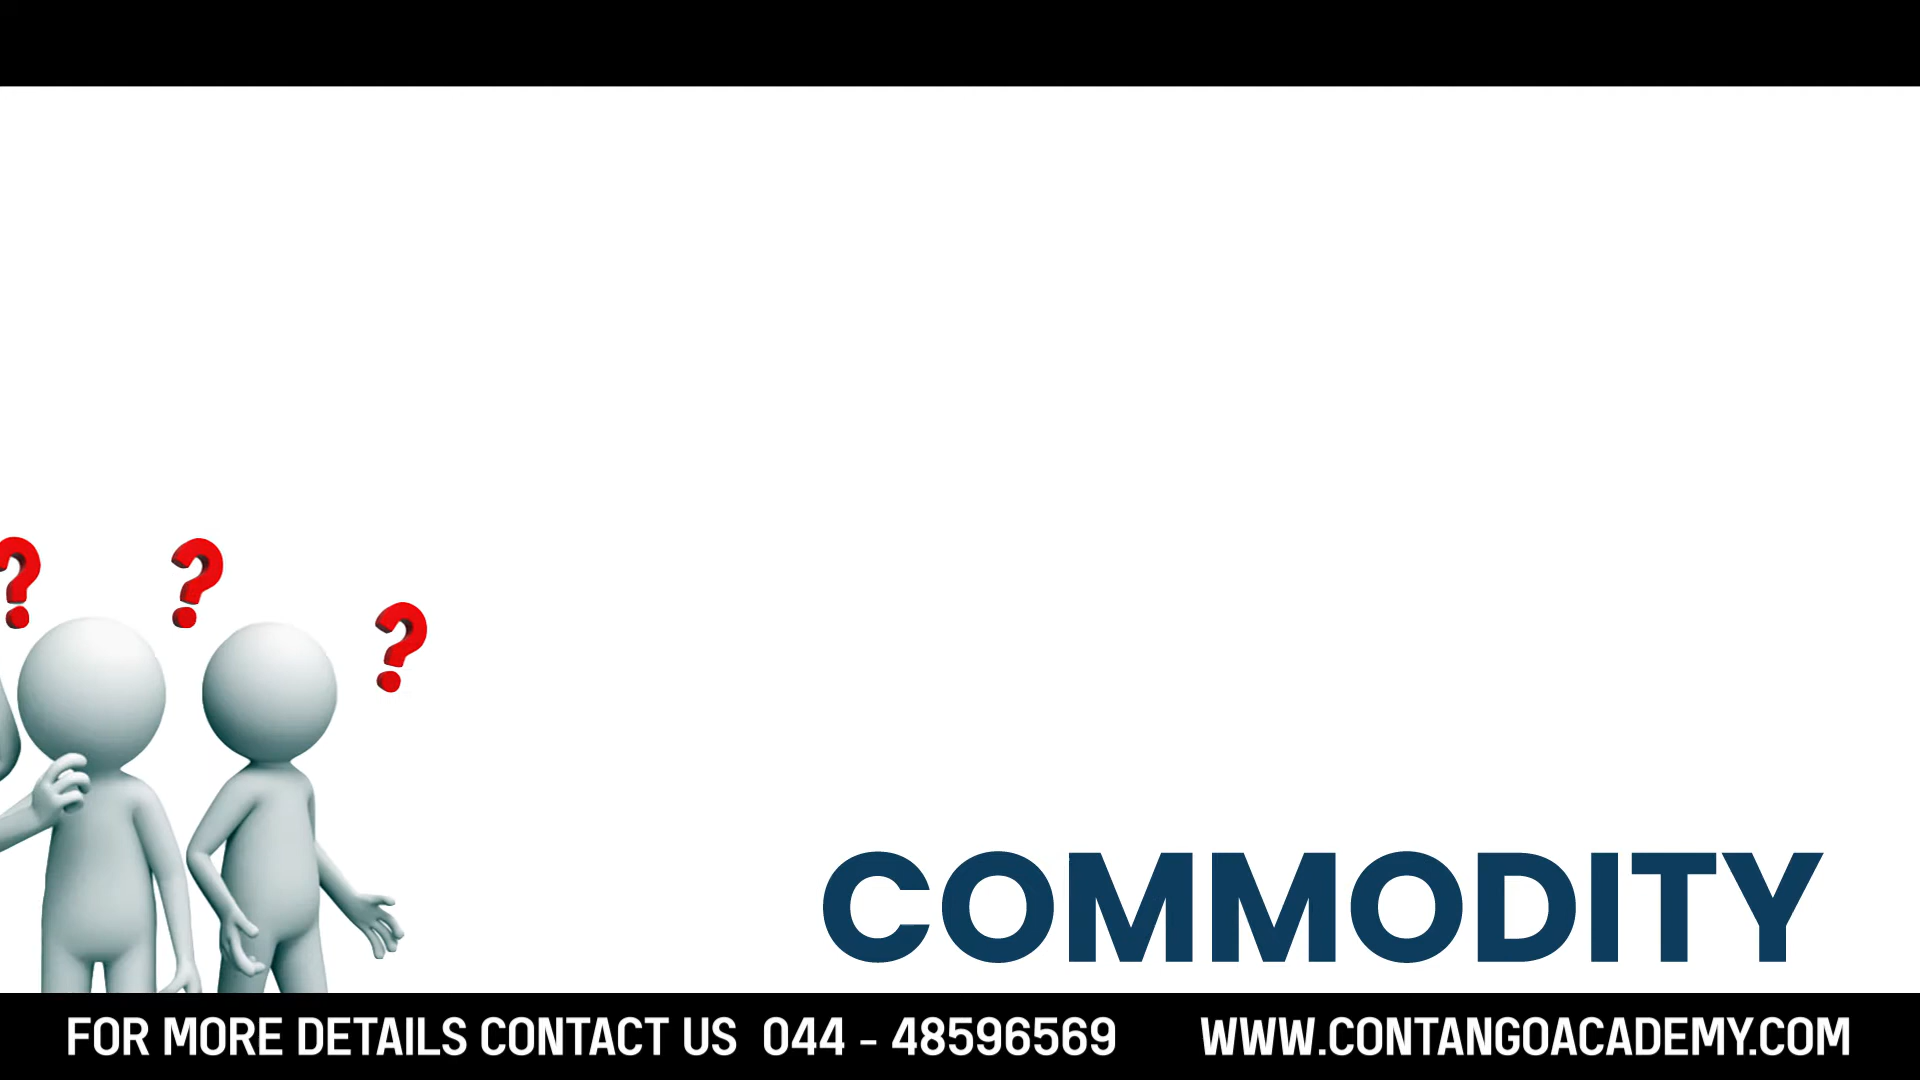 ?
?
?
COMMODITY
FOR MORE DETAILS CONTACT US 044 - 48596569 WWW.CONTANGOACADEMY.COM